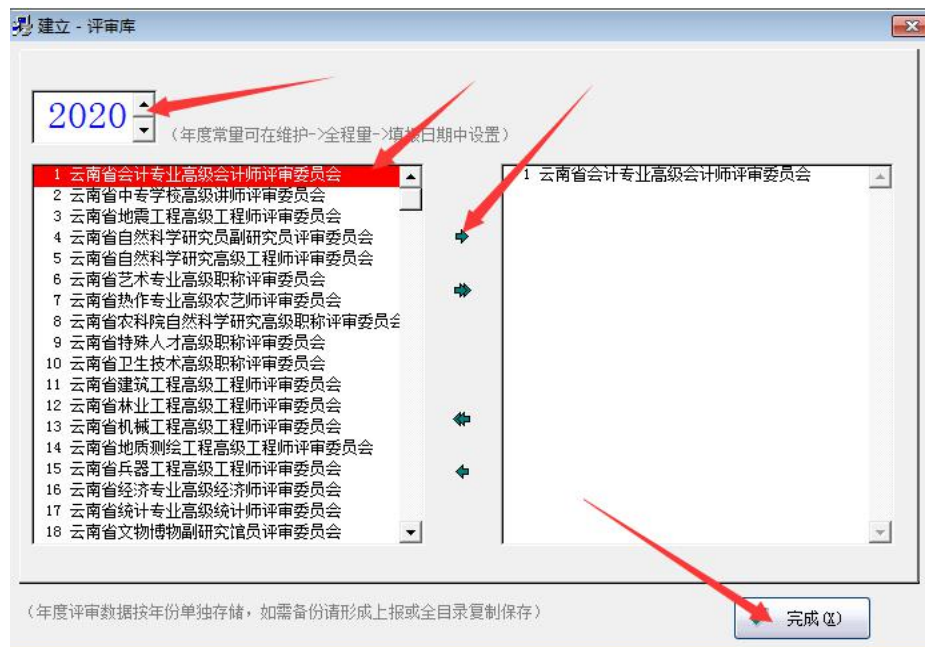 建立 - 评审库
2020
（年度常量可在维护->全程量->填报日期中设置）
1 云南省会计专业高级会计师评审委员会
2 云南省中专学校高级讲师评审委员会
3 云南省地震工程高级工程师评审委员会
4 云南省自然科学研究员副研究员评审委员会
5 云南省自然科学研究高级工程师评审委员会
6 云南省艺术专业高级职称评审委员会
7 云南省热作专业高级农艺师评审委员会
8 云南省农科院自然科学研究高级职称评审委员会
9 云南省特殊人才高级职称评审委员会
10 云南省卫生技术高级职称评审委员会
11 云南省建筑工程高级工程师评审委员会
12 云南省林业工程高级工程师评审委员会
13 云南省机械工程高级工程师评审委员会
14 云南省地质测绘工程高级工程师评审委员会
15 云南省兵器工程高级工程师评审委员会
16 云南省经济专业高级经济师评审委员会
17 云南省统计专业高级统计师评审委员会
18 云南省文物博物副研究馆员评审委员会
1 云南省会计专业高级会计师评审委员会
（年度评审数据按年份单独存储，如需备份请形成上报或全目录复制保存）
完成(X)